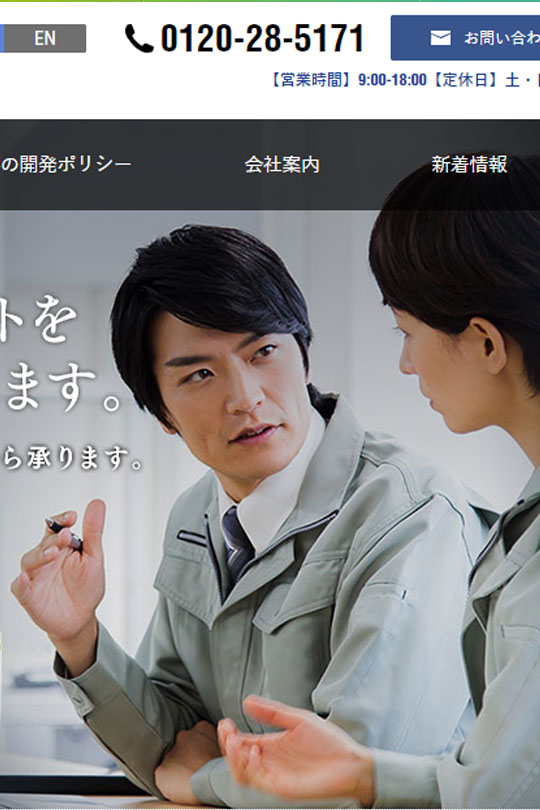 EN
0120-28-5171
お問い合わ
【営業時間】9:00-18:00【定休日】土・
の開発ポリシー
会社案内
新着情報
トを
ます。
ら承ります。